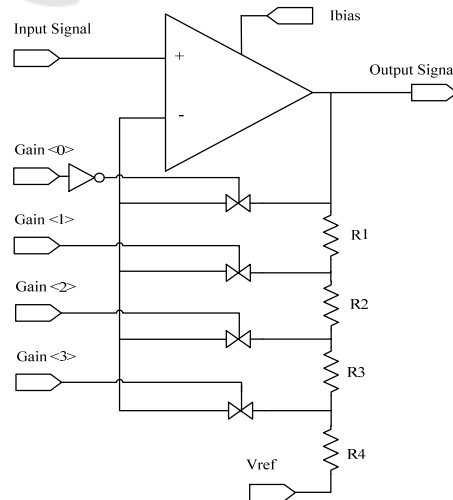 Ibias
Input Signal
+
Output Signa
-
Gain <0>
Gain <1>
R1
Gain <2>
R2
Gain <3>
R3
R4
Vref